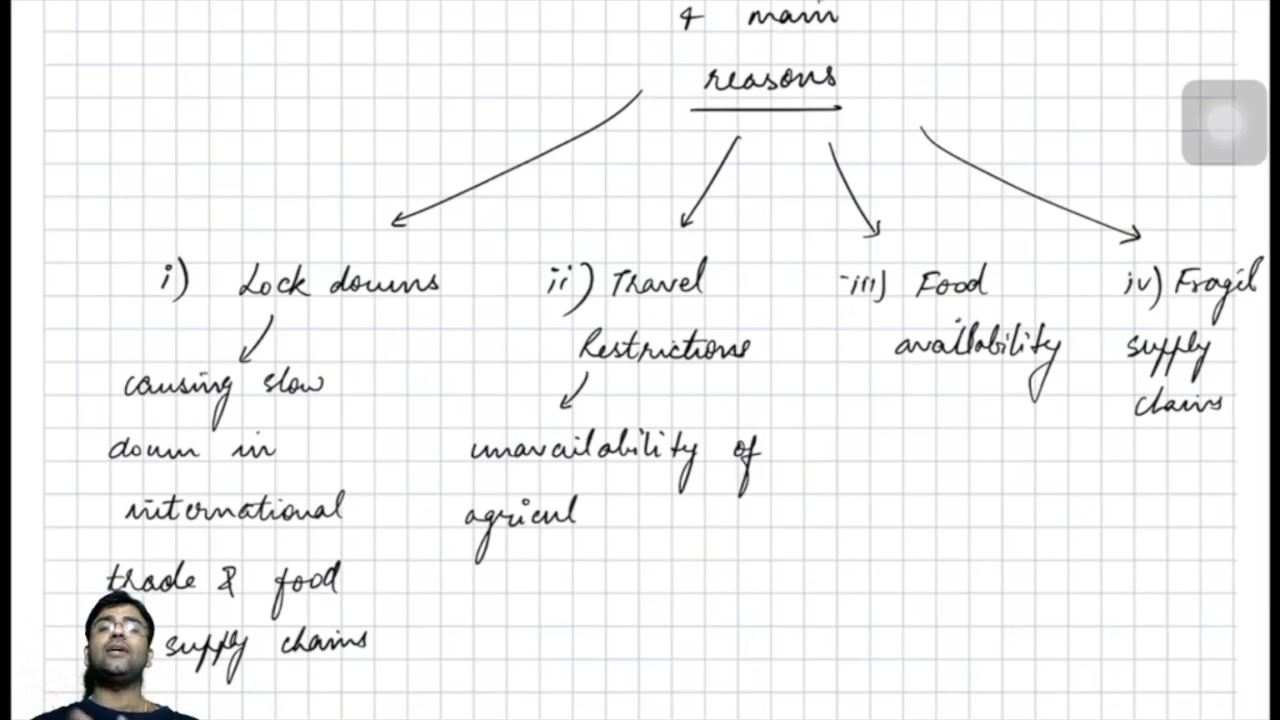 4 main
reasons
i) Lock downs
causing slow
down in
international
trade & food
supply chains
ii) Travel
Restrictions
unavailability of
agricul
iii) Food
availability
iv) Fragil
supply
chains